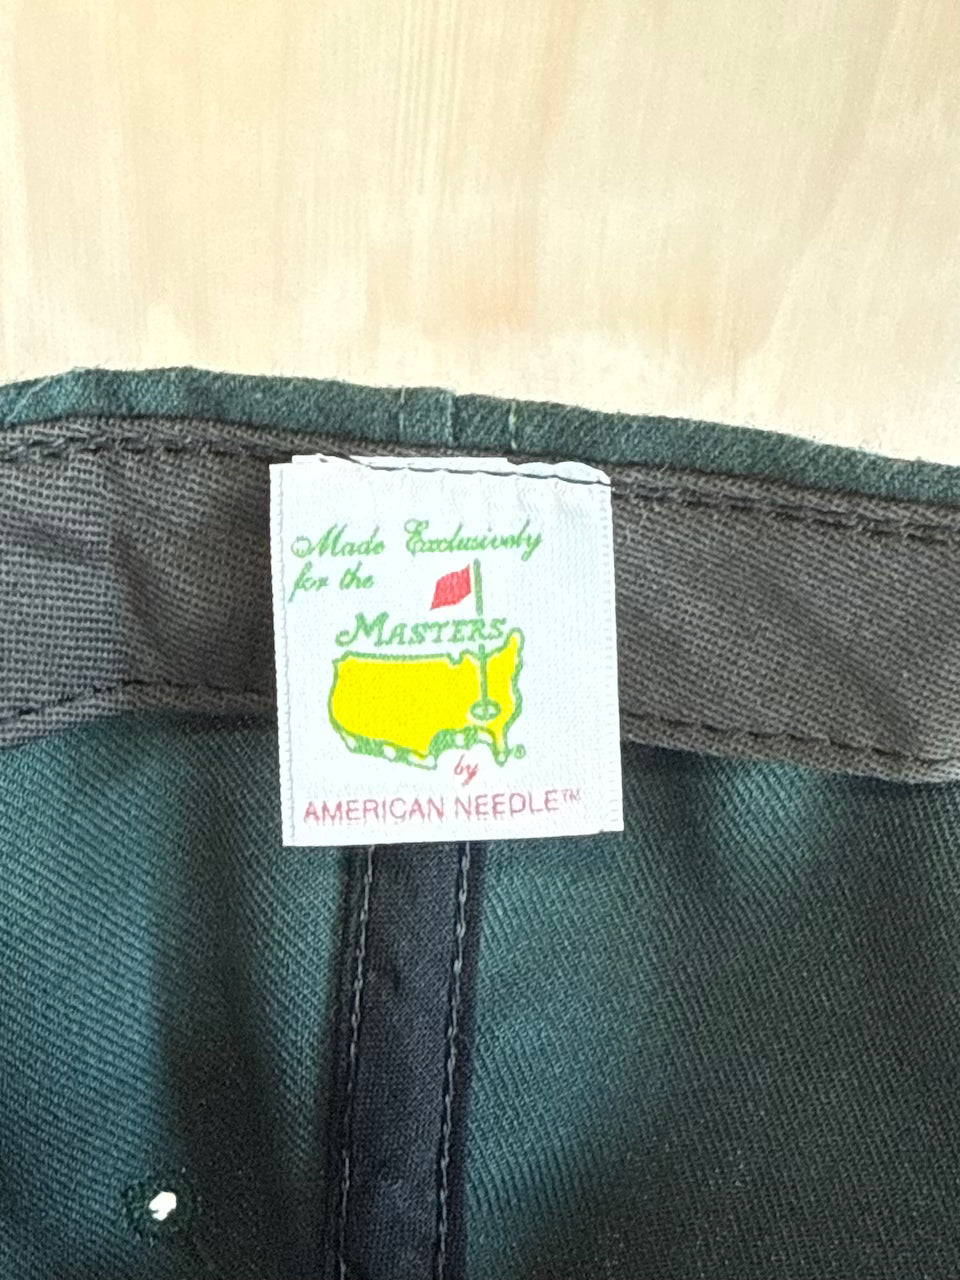 Made Exclusively
for the
MASTERS
®
by
AMERICAN NEEDLE™